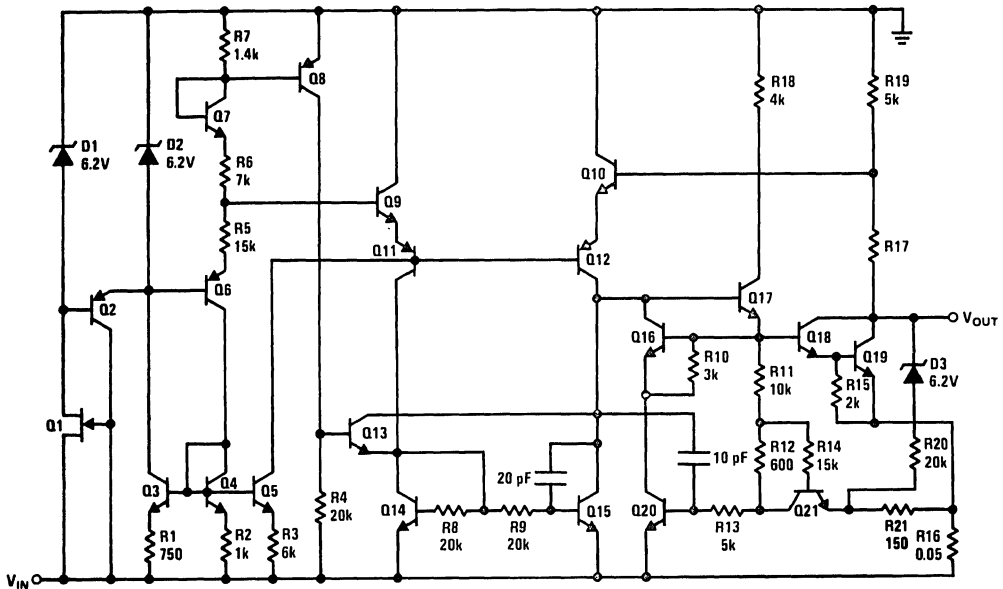 R7
1.4k
Q8
R18
4k
R19
5k
Q7
D1
6.2V
D2
6.2V
R6
7k
Q10
Q9
R5
15k
Q11
Q12
R17
Q2
Q6
Q17
VOUT
Q16
Q18
Q19
R10
3k
R11
10k
R15
2k
D3
6.2V
Q1
Q13
R12
600
R14
15k
R20
20k
20 pF
10 pF
Q3
Q4
Q5
R4
20k
Q14
R8
20k
R9
20k
Q15
Q20
R13
5k
Q21
R21
150
R16
0.05
R1
750
R2
1k
R3
6k
VIN